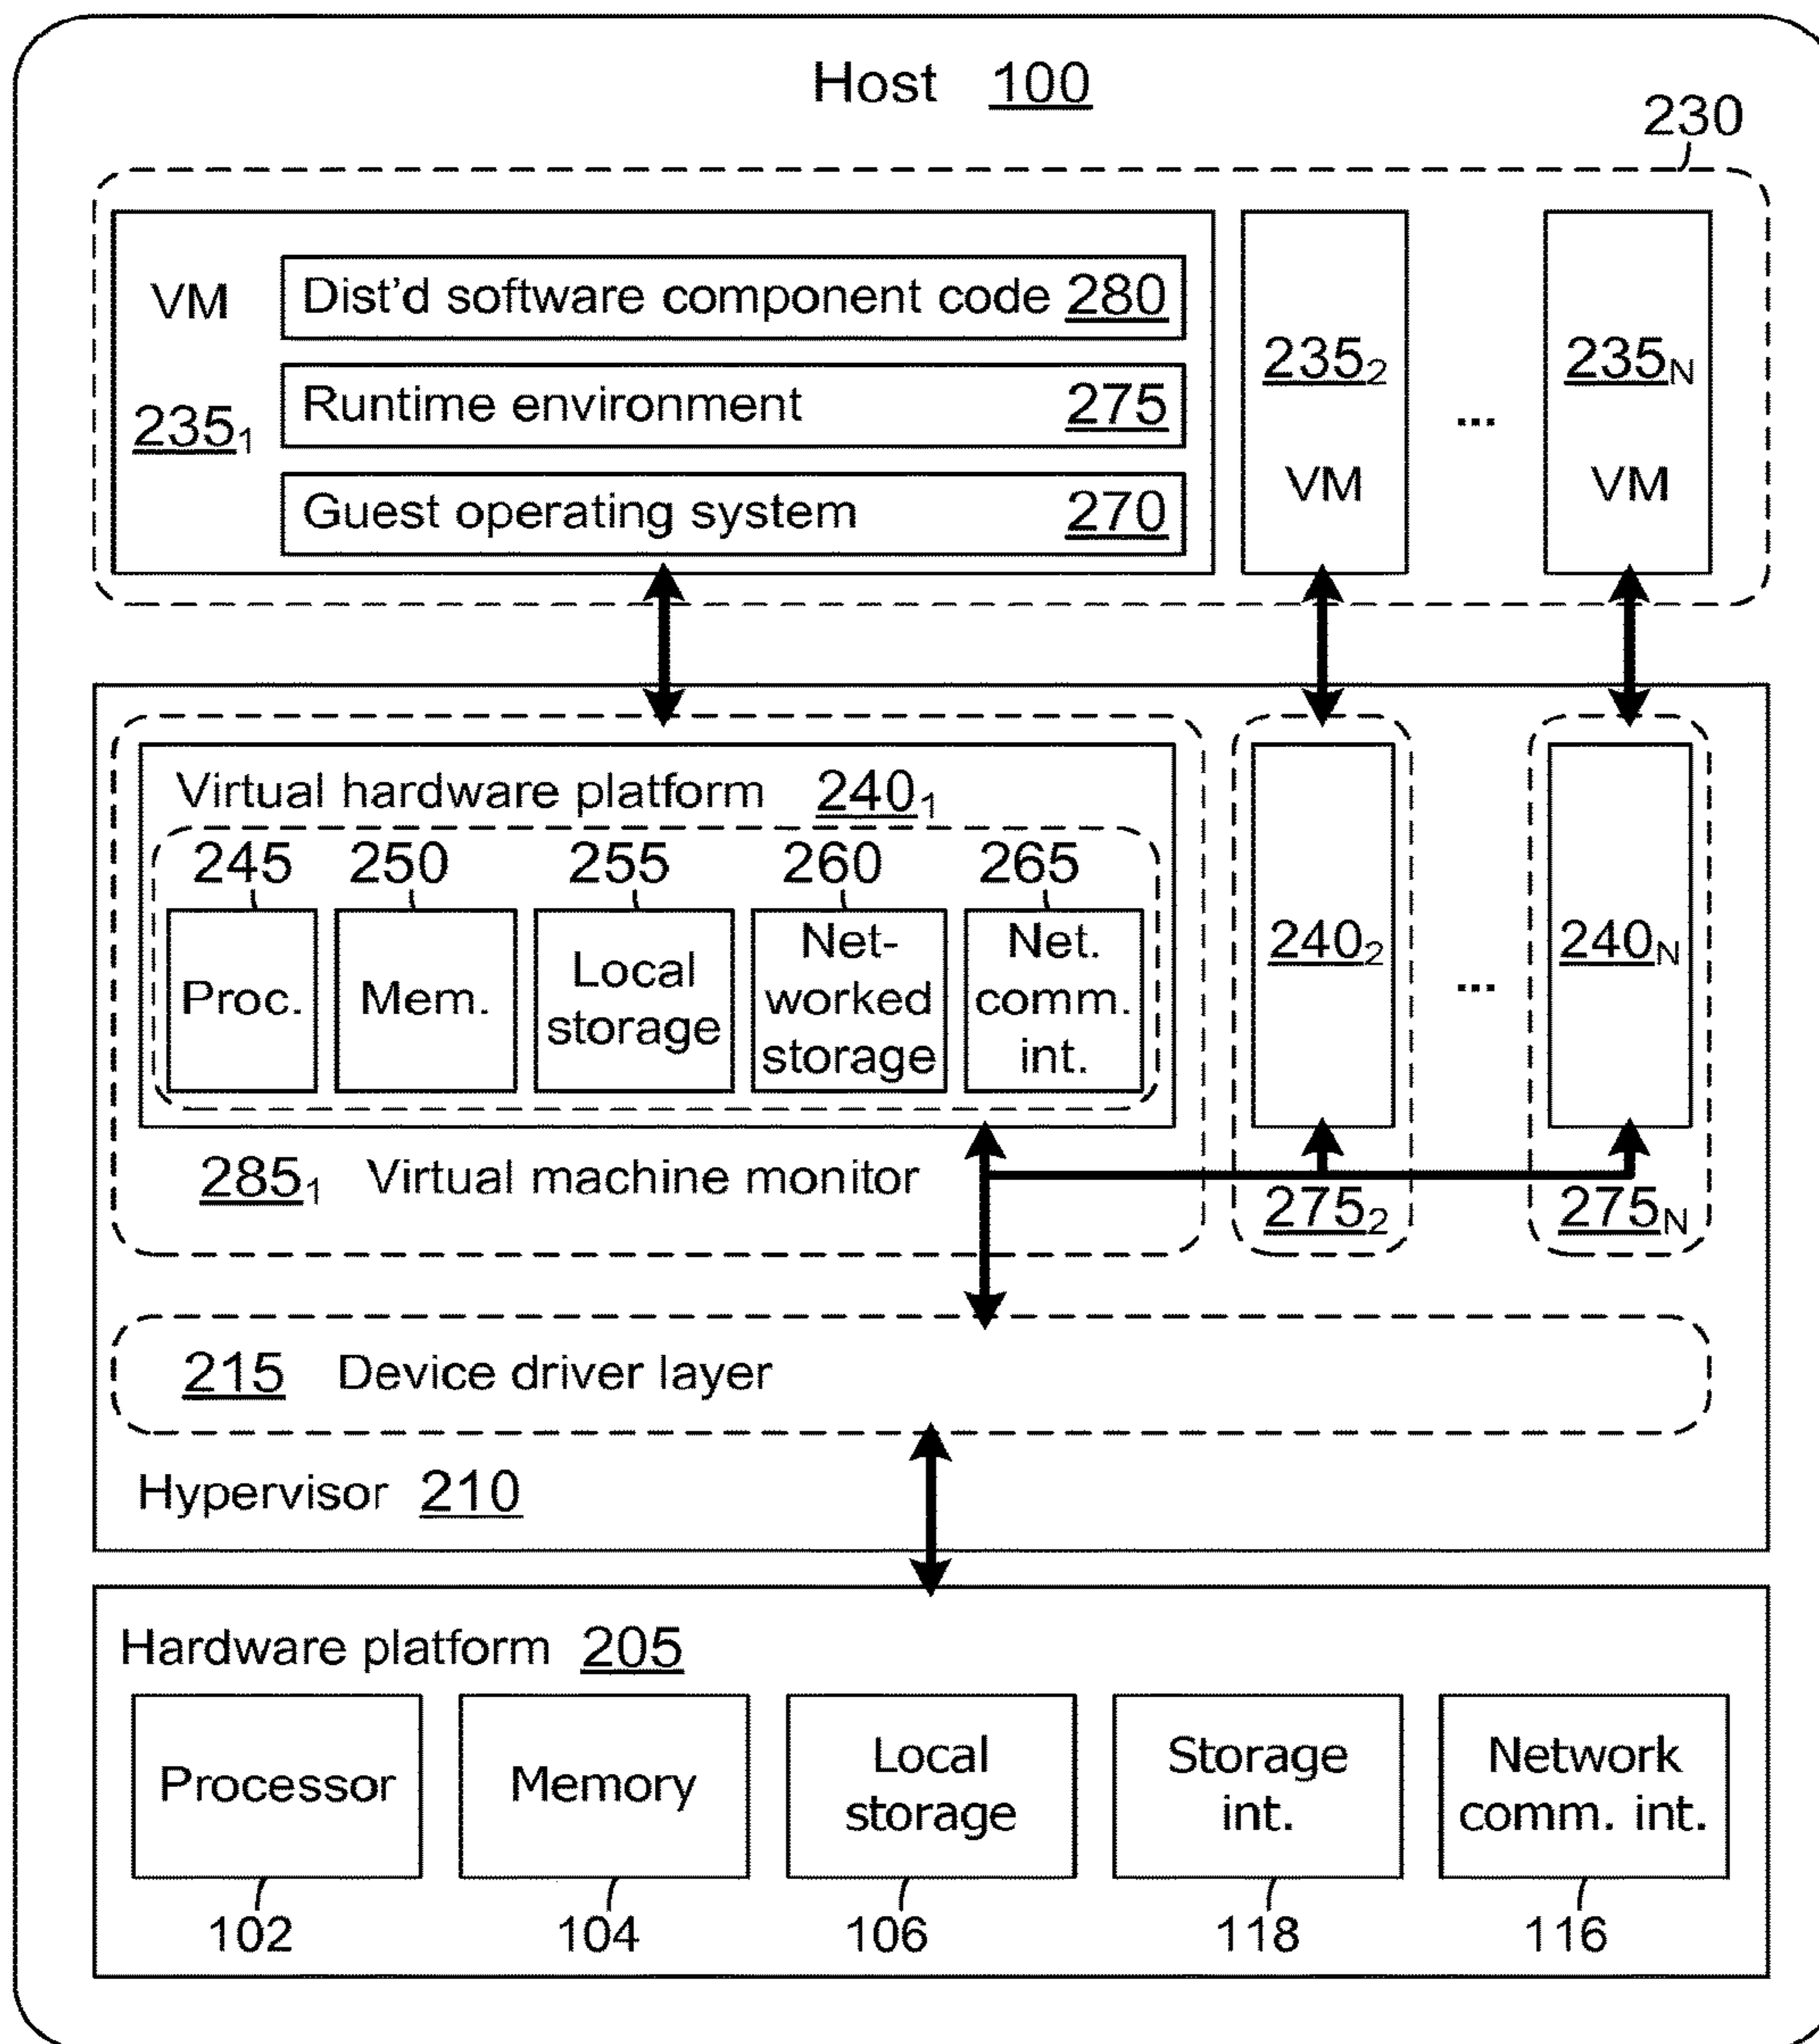 Host 100
230
VM
235₁
Dist'd software component code 280
Runtime environment 275
Guest operating system 270
235₂
VM
...
235N
VM
Virtual hardware platform 240₁
245 250 255 260 265
Proc.
Mem.
Local
storage
Net-
worked
storage
Net.
comm.
int.
240₂
...
240N
285₁ Virtual machine monitor
275₂
275N
215 Device driver layer
Hypervisor 210
Hardware platform 205
Processor
Memory
Local
storage
Storage
int.
Network
comm. int.
102 104 106 118 116